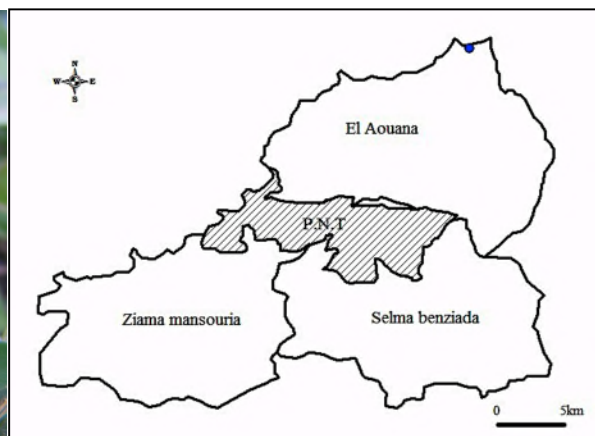 N
W E
S
El Aouana
P.N.T
Ziama mansouria
Selma benziada
0 5km